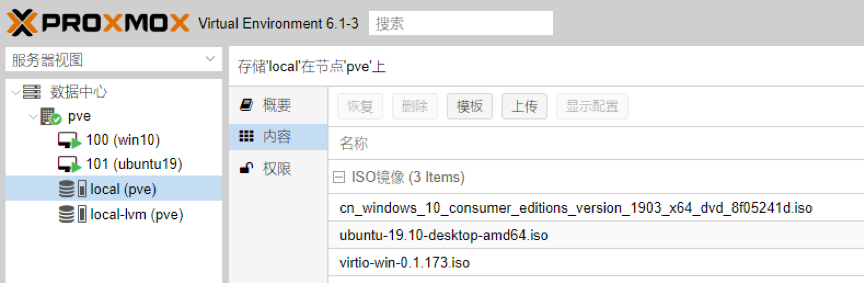 PROXMOX Virtual Environment 6.1-3 搜索
服务器视图
存储'local'在节点'pve'上
数据中心
pve
100 (win10)
101 (ubuntu19)
local (pve)
local-lvm (pve)
概要
内容
权限
恢复 删除 模板 上传 显示配置
名称
ISO镜像 (3 Items)
cn_windows_10_consumer_editions_version_1903_x64_dvd_8f05241d.iso
ubuntu-19.10-desktop-amd64.iso
virtio-win-0.1.173.iso